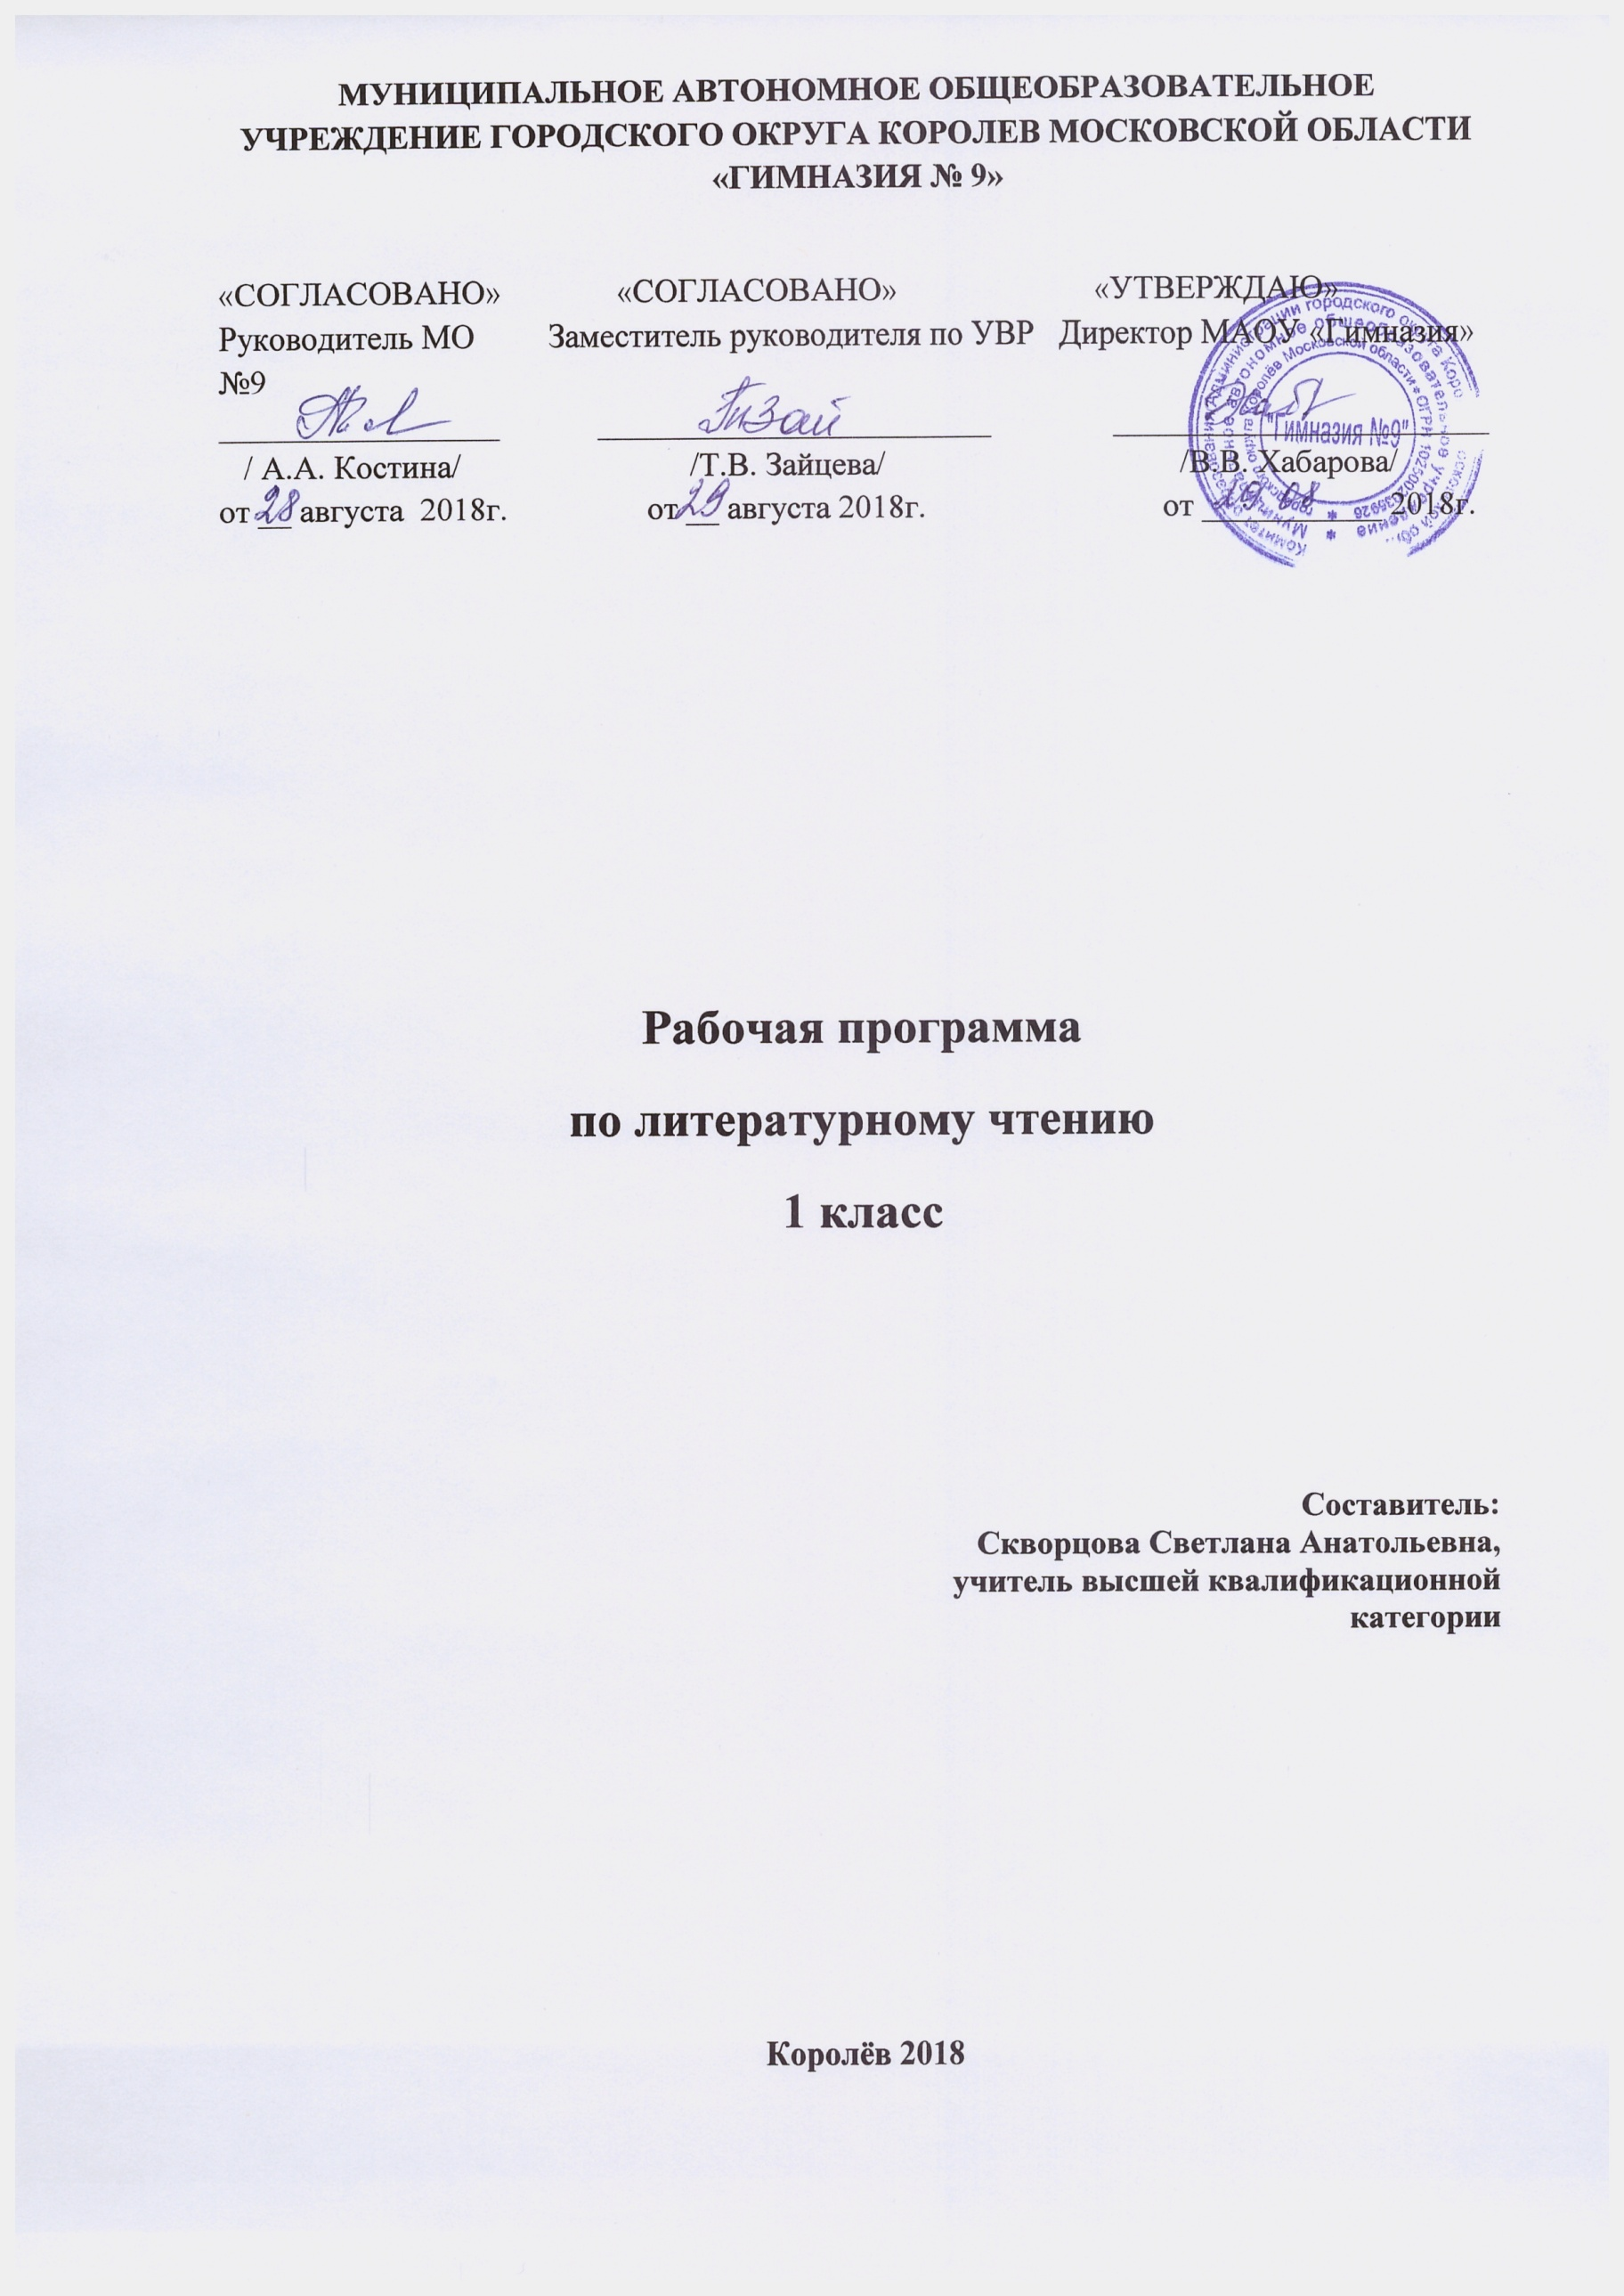 МУНИЦИПАЛЬНОЕ АВТОНОМНОЕ ОБЩЕОБРАЗОВАТЕЛЬНОЕ
УЧРЕЖДЕНИЕ ГОРОДСКОГО ОКРУГА КОРОЛЕВ МОСКОВСКОЙ ОБЛАСТИ
«ГИМНАЗИЯ № 9»
«СОГЛАСОВАНО» «СОГЛАСОВАНО» «УТВЕРЖДАЮ»
Руководитель МО Заместитель руководителя по УВР Директор МАОУ «Гимназия»
№9
"Гимназия №9"
/ А.А. Костина/ /Т.В. Зайцева/ /В.В. Хабарова/
от 28 августа 2018г. от 29 августа 2018г. от 29 08 2018г.
Рабочая программа
по литературному чтению
1 класс
Составитель:
Скворцова Светлана Анатольевна,
учитель высшей квалификационной
категории
Королёв 2018